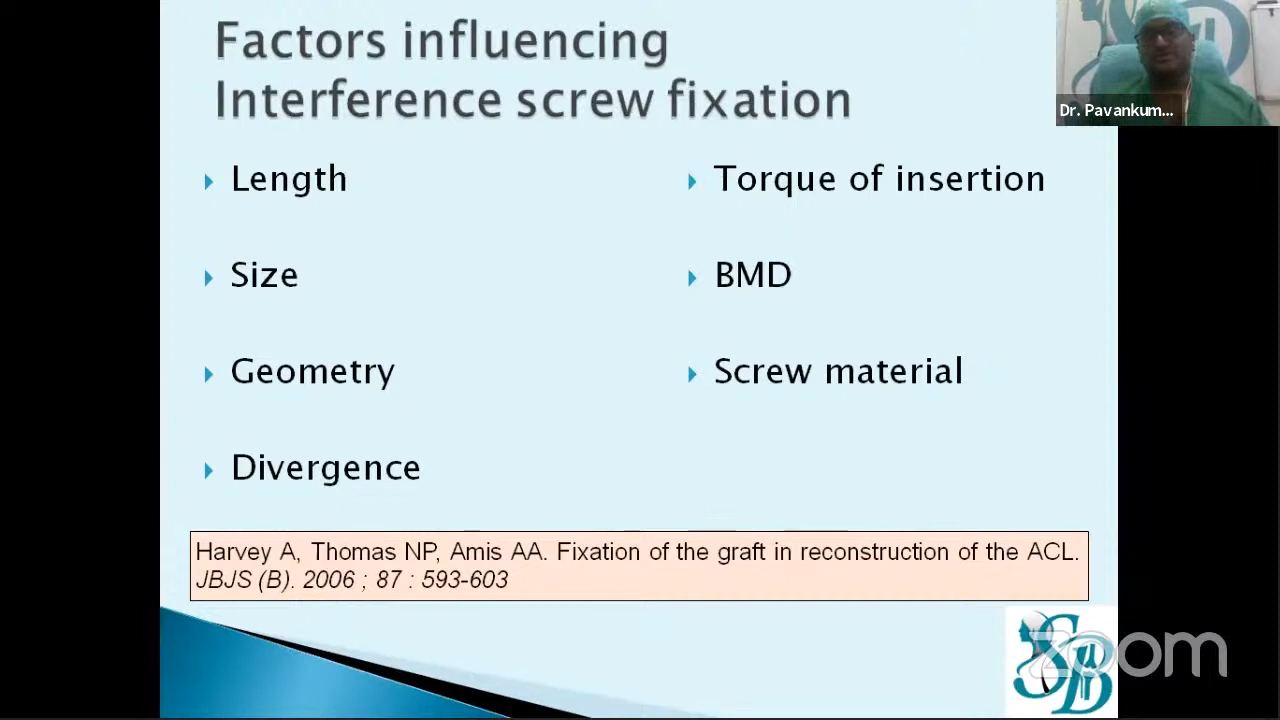 Factors influencing
Interference screw fixation
Dr. Pavankum...
Length
Size
Geometry
Divergence
Torque of insertion
BMD
Screw material
Harvey A, Thomas NP, Amis AA. Fixation of the graft in reconstruction of the ACL.
JBJS (B). 2006 ; 87 : 593-603
zoom